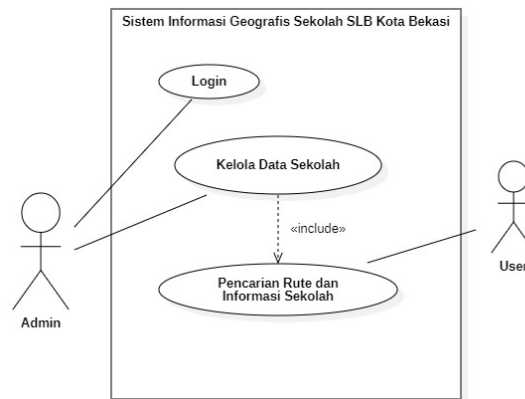 Sistem Informasi Geografis Sekolah SLB Kota Bekasi
Login
Kelola Data Sekolah
«include»
Pencarian Rute dan
Informasi Sekolah
Admin
User